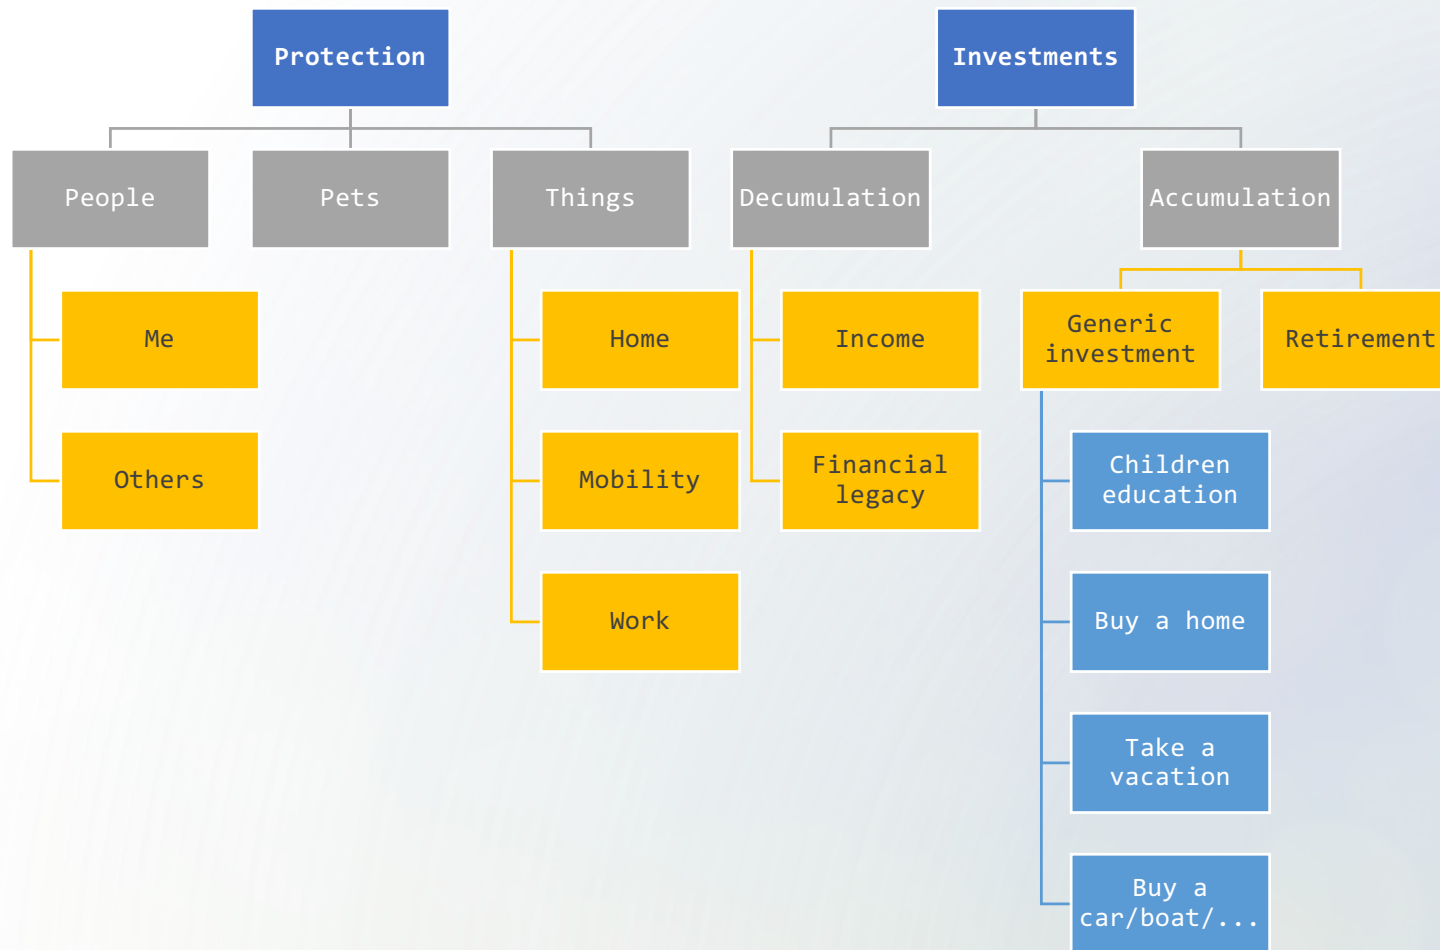 Protection
Investments
People
Pets
Things
Decumulation
Accumulation
Me
Home
Income
Generic
investment
Retirement
Others
Mobility
Financial
legacy
Children
education
Work
Buy a home
Take a
vacation
Buy a
car/boat/...